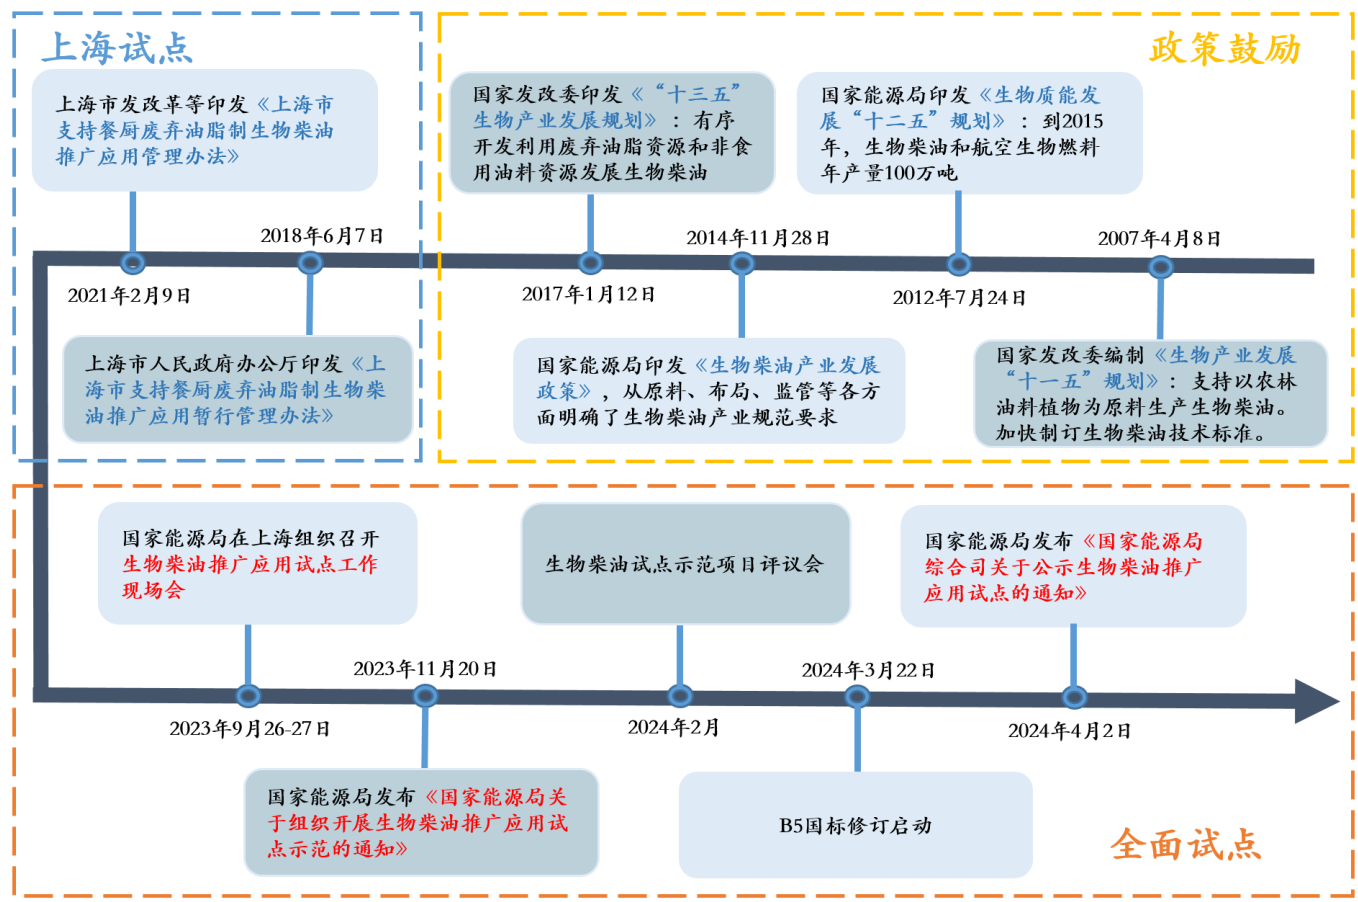 上海试点
上海市发改革等印发《上海市
支持餐厨废弃油脂制生物柴油
推广应用管理办法》
2021年2月9日
2018年6月7日
上海市人民政府办公厅印发《上
海市支持餐厨废弃油脂制生物柴
油推广应用暂行管理办法》
政策鼓励
国家发改委印发《“十三五”
生物产业发展规划》：有序
开发利用废弃油脂资源和非食
用油料资源发展生物柴油
2017年1月12日
2014年11月28日
国家能源局印发《生物柴油产业发展
政策》，从原料、布局、监管等各方
面明确了生物柴油产业规范要求
国家能源局印发《生物质能发
展“十二五”规划》：到2015
年，生物柴油和航空生物燃料
年产量100万吨
2012年7月24日
2007年4月8日
国家发改委编制《生物产业发展
“十一五”规划》：支持以农林
油料植物为原料生产生物柴油。
加快制订生物柴油技术标准。
国家能源局在上海组织召开
生物柴油推广应用试点工作
现场会
2023年9月26-27日
2023年11月20日
国家能源局发布《国家能源局关
于组织开展生物柴油推广应用试
点示范的通知》
生物柴油试点示范项目评议会
2024年2月
2024年3月22日
B5国标修订启动
国家能源局发布《国家能源局
综合司关于公示生物柴油推广
应用试点的通知》
2024年4月2日
全面试点